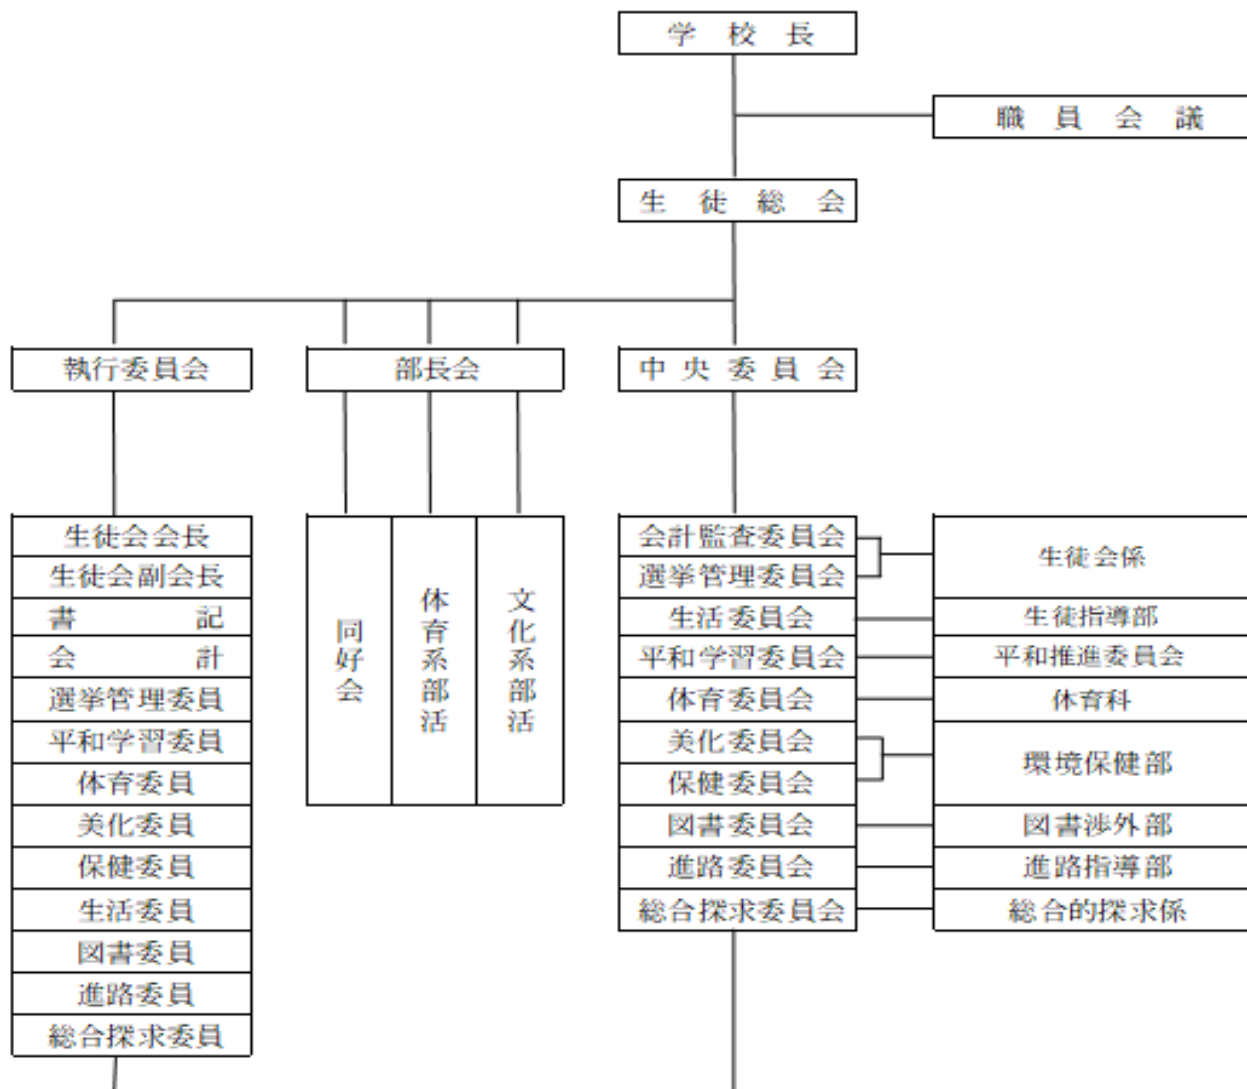 学校長
職員会議
生徒総会
執行委員会
部長会
中央委員会
生徒会会長
生徒会副会長
書記
会計
選挙管理委員
平和学習委員
体育委員
美化委員
保健委員
生活委員
図書委員
進路委員
総合探求委員
同好会
体育系部活
文化系部活
会計監査委員会
選挙管理委員会
生活委員会
平和学習委員会
体育委員会
美化委員会
保健委員会
図書委員会
進路委員会
総合探求委員会
生徒会係
生徒指導部
平和推進委員会
体育科
環境保健部
図書渉外部
進路指導部
総合的探求係